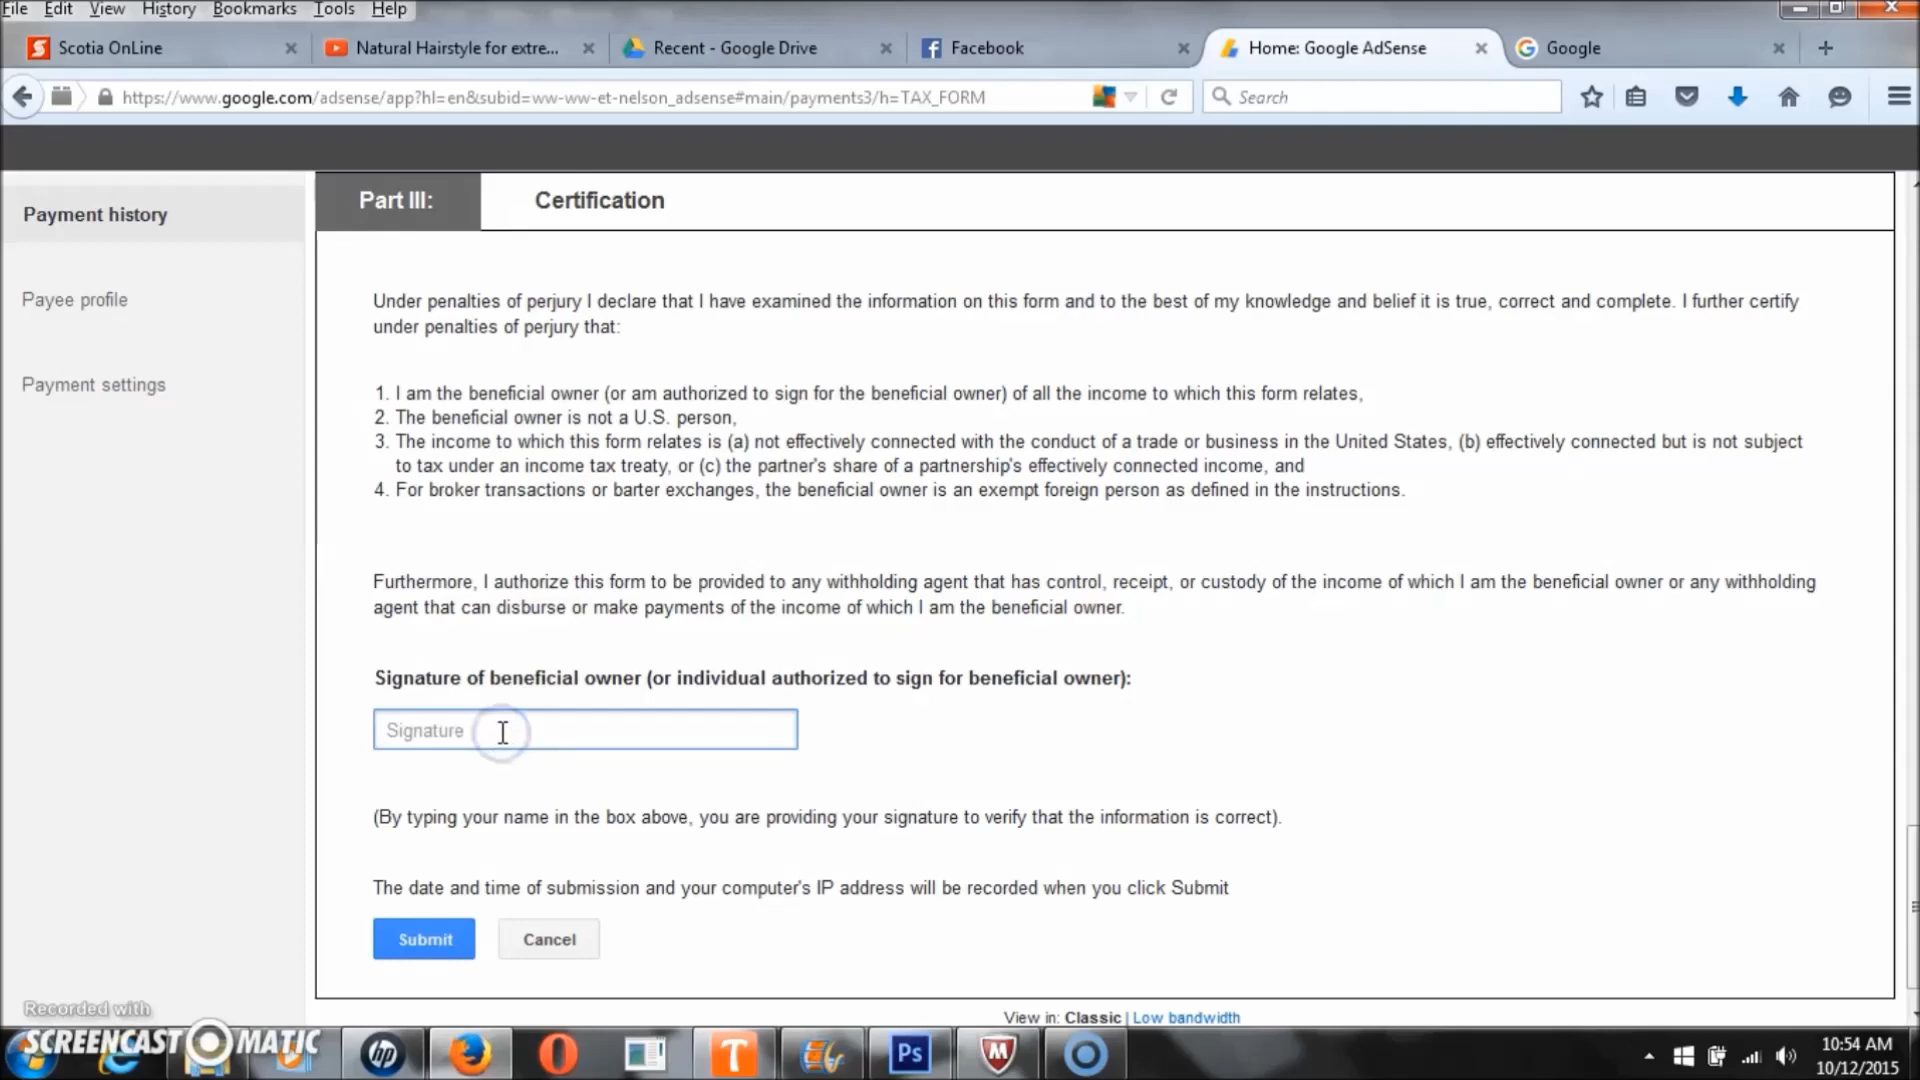 File Edit View History Bookmarks Tools Help
Scotia OnLine
Natural Hairstyle for extre...
Recent - Google Drive
Facebook
Home: Google AdSense
Google
https://www.google.com/adsense/app?hl=en&subid=ww-ww-et-nelson_adsense#main/payments3/h=TAX_FORM
Search
Payment history
Payee profile
Payment settings
Part III:
Certification
Under penalties of perjury I declare that I have examined the information on this form and to the best of my knowledge and belief it is true, correct and complete. I further certify
under penalties of perjury that:
1. I am the beneficial owner (or am authorized to sign for the beneficial owner) of all the income to which this form relates,
2. The beneficial owner is not a U.S. person,
3. The income to which this form relates is (a) not effectively connected with the conduct of a trade or business in the United States, (b) effectively connected but is not subject
to tax under an income tax treaty, or (c) the partner's share of a partnership's effectively connected income, and
4. For broker transactions or barter exchanges, the beneficial owner is an exempt foreign person as defined in the instructions.
Furthermore, I authorize this form to be provided to any withholding agent that has control, receipt, or custody of the income of which I am the beneficial owner or any withholding
agent that can disburse or make payments of the income of which I am the beneficial owner.
Signature of beneficial owner (or individual authorized to sign for beneficial owner):
Signature
(By typing your name in the box above, you are providing your signature to verify that the information is correct).
The date and time of submission and your computer's IP address will be recorded when you click Submit
Submit
Cancel
View in: Classic | Low bandwidth
Recorded with
SCREENCAST MATIC
hp
T
Ps
M
10:54 AM
10/12/2015